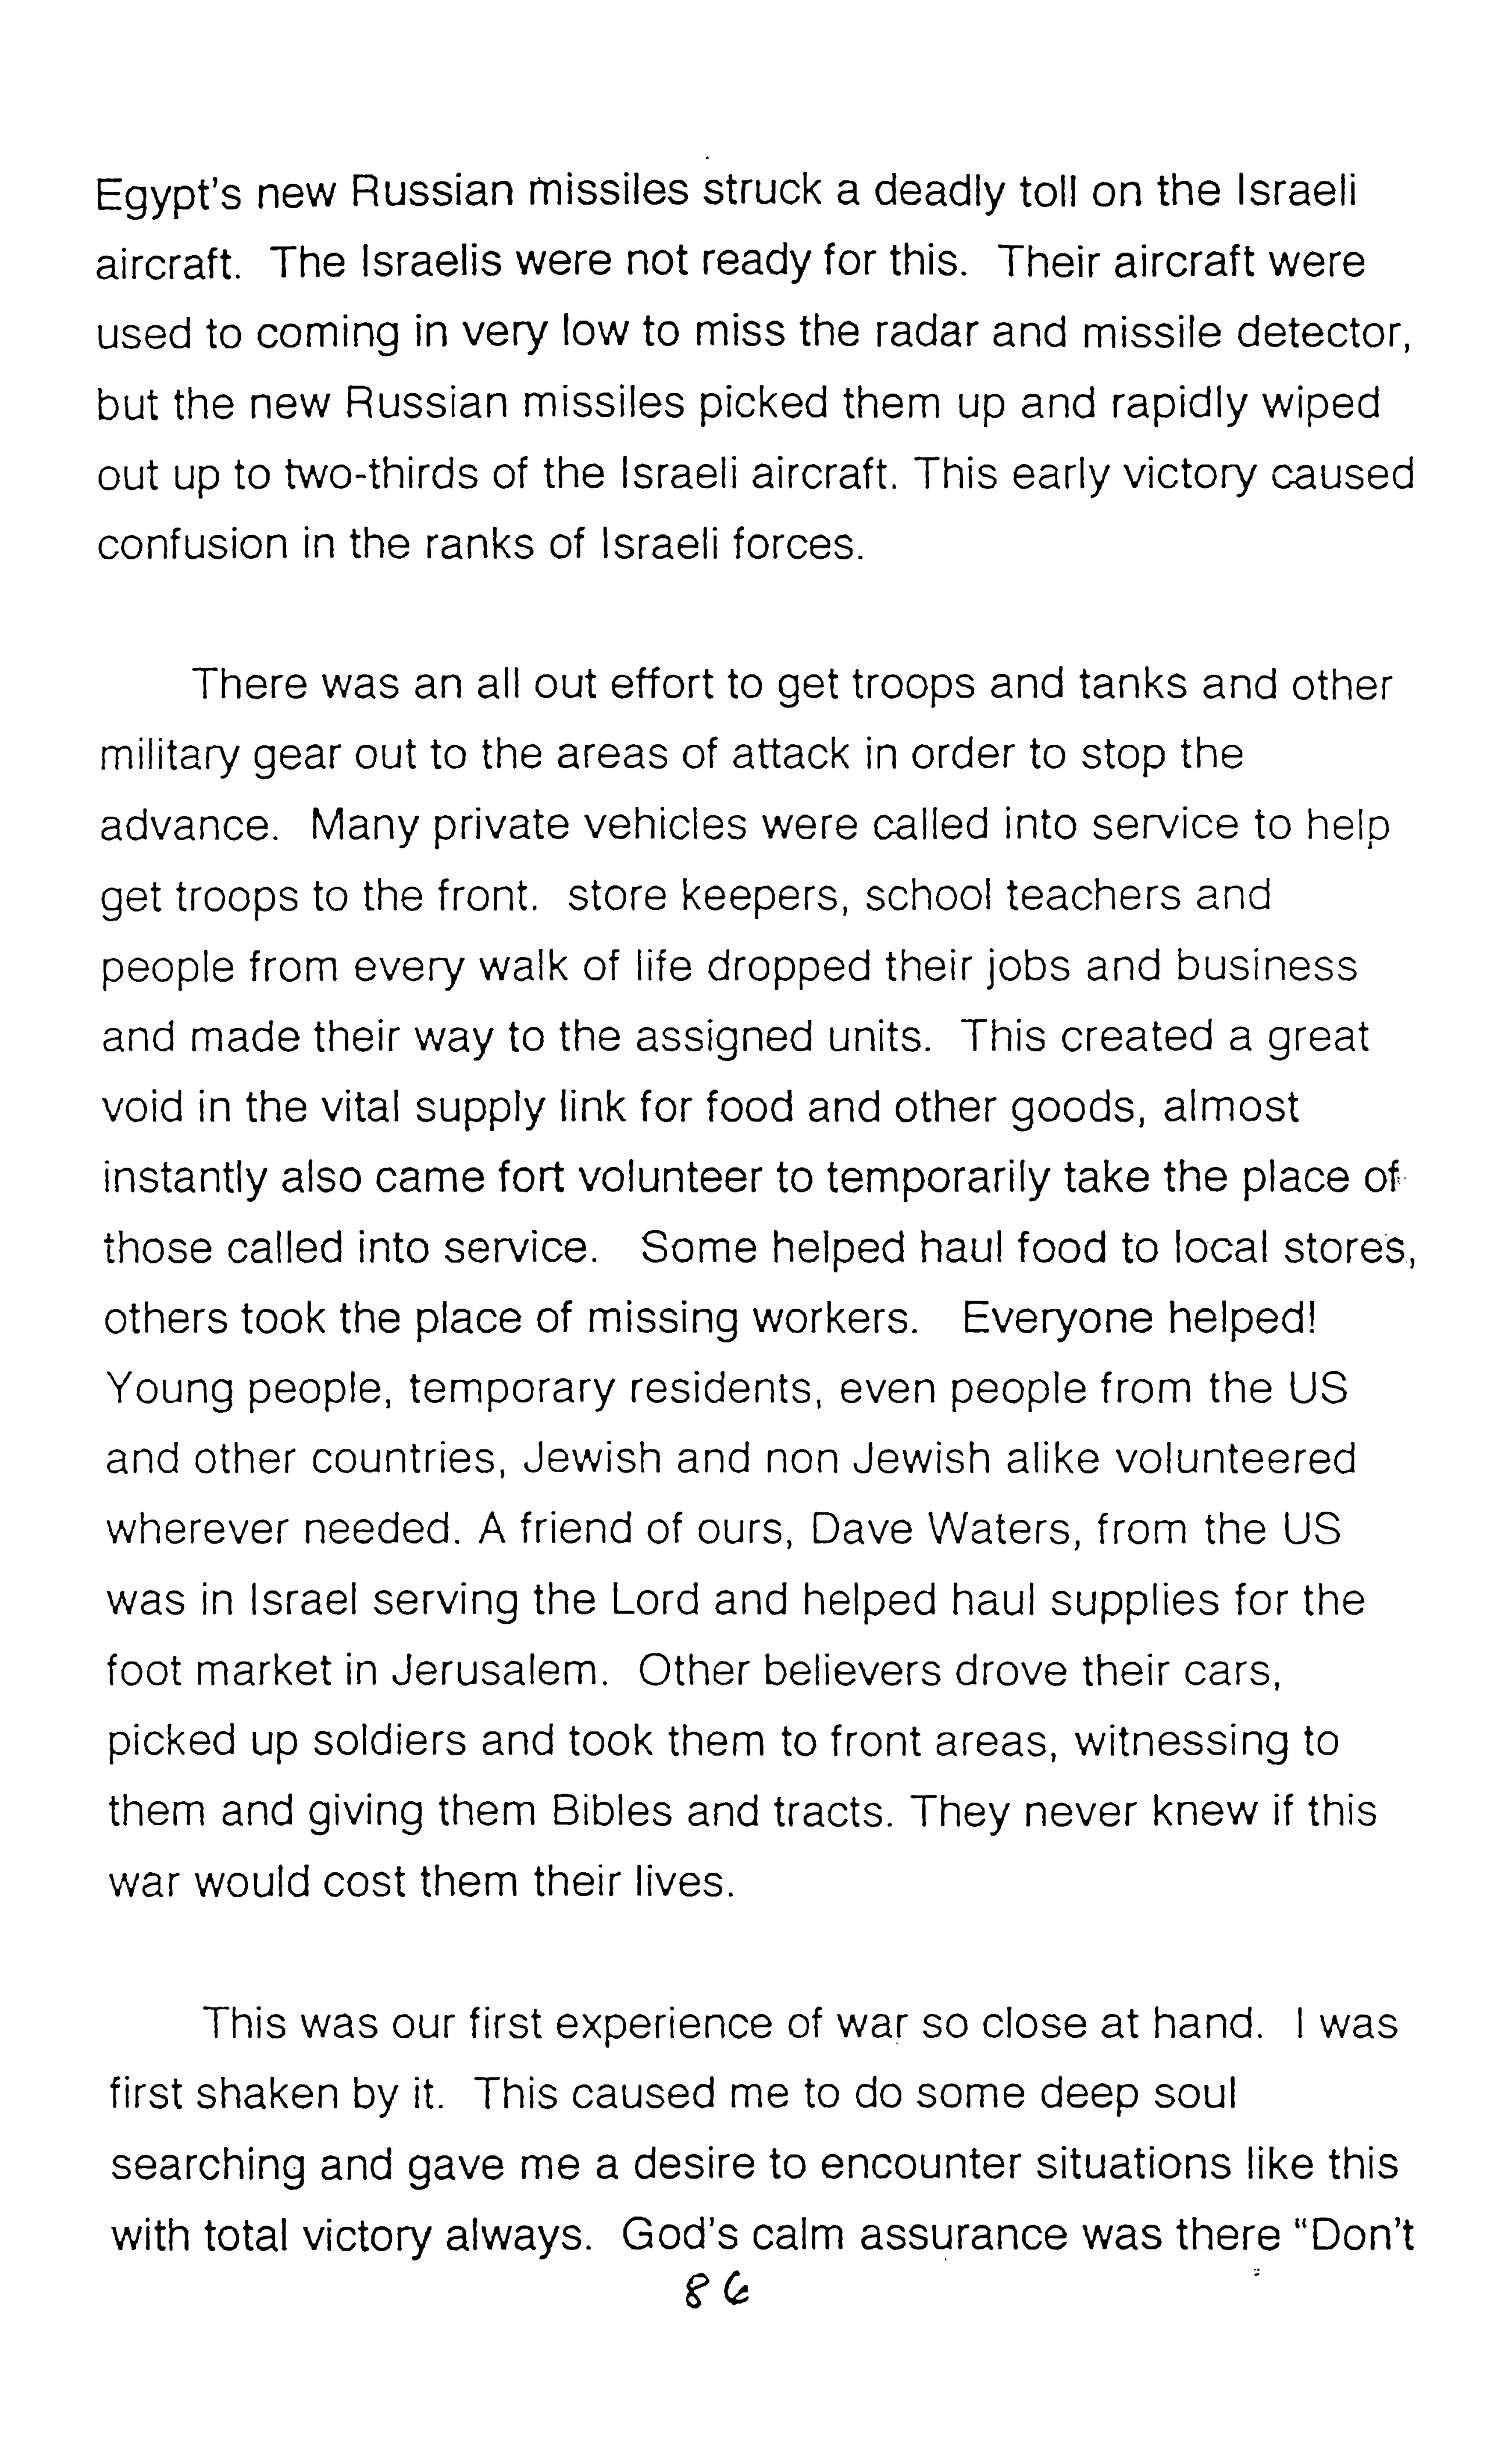 Egypt's new Russian missiles struck a deadly toll on the Israeli
aircraft. The Israelis were not ready for this. Their aircraft were
used to coming in very low to miss the radar and missile detector,
but the new Russian missiles picked them up and rapidly wiped
out up to two-thirds of the Israeli aircraft. This early victory caused
confusion in the ranks of Israeli forces.
There was an all out effort to get troops and tanks and other
military gear out to the areas of attack in order to stop the
advance. Many private vehicles were called into service to help
get troops to the front. store keepers, school teachers and
people from every walk of life dropped their jobs and business
and made their way to the assigned units. This created a great
void in the vital supply link for food and other goods, almost
instantly also came fort volunteer to temporarily take the place of
those called into service. Some helped haul food to local stores,
others took the place of missing workers. Everyone helped!
Young people, temporary residents, even people from the US
and other countries, Jewish and non Jewish alike volunteered
wherever needed. A friend of ours, Dave Waters, from the US
was in Israel serving the Lord and helped haul supplies for the
foot market in Jerusalem. Other believers drove their cars,
picked up soldiers and took them to front areas, witnessing to
them and giving them Bibles and tracts. They never knew if this
war would cost them their lives.
This was our first experience of war so close at hand. I was
first shaken by it. This caused me to do some deep soul
searching and gave me a desire to encounter situations like this
with total victory always. God's calm assurance was there "Don't
86